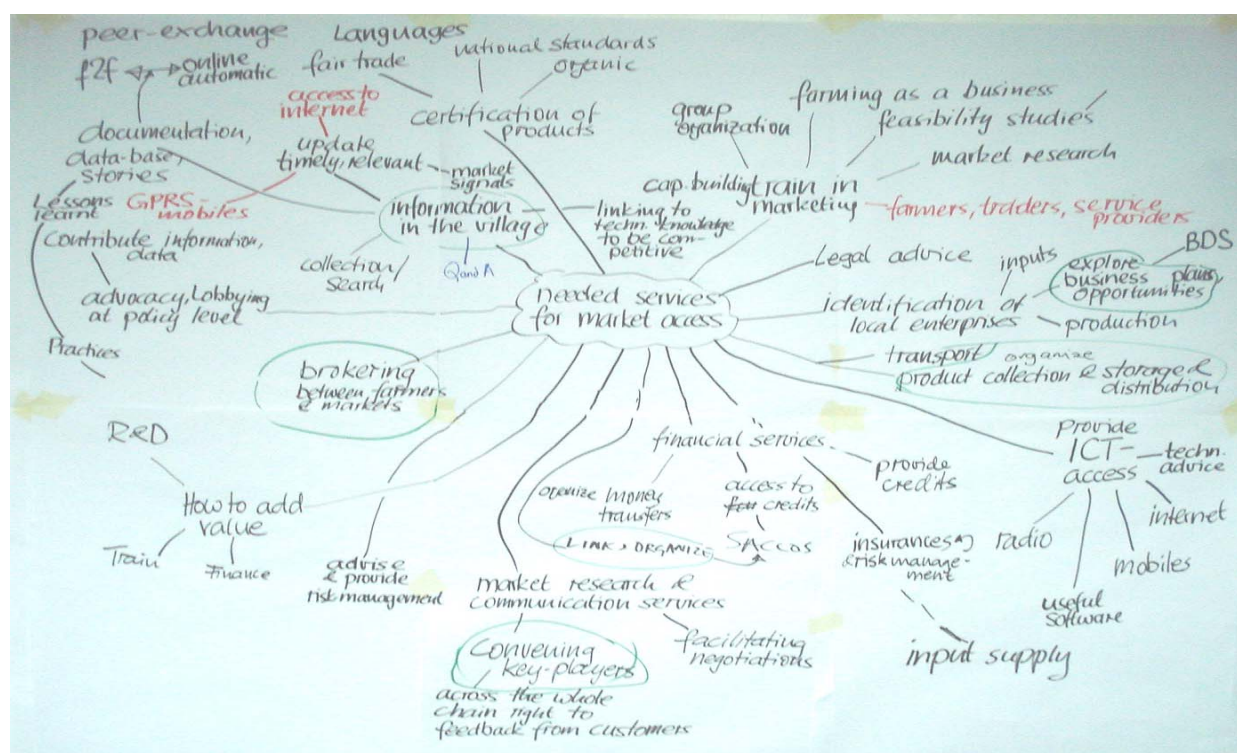 peer-exchange
f2f
online
automatic
documentation,
data-base,
stories
Lessons
learnt
Contribute information,
data
advocacy, Lobbying
at policy level
Practices
Languages
fair trade
national standards
organic
certification of
products
access to
internet
update
timely, relevant
market
signals
GPRS-
mobiles
information
in the village
collection/
search
Q and A
linking to
techn. knowledge
to be com-
petitive
group
organization
farming as a business
feasibility studies
market research
cap. building
train in
marketing
farmers, traders, service
providers
needed services
for market access
Legal advice
identification of
local enterprises
inputs
production
explore
business plans,
opportunities
BDS
transport
organize
product collection & storage &
distribution
Provide
ICT-
access
techn.
advice
internet
mobiles
useful
software
radio
brokering
between farmers
& markets
R&D
How to add
value
Train
Finance
advise
& provide
risk management
financial services
organize money
transfers
access to
credits
SACCOS
LINK > ORGANIZE
provide
credits
insurances
& risk manage-
ment
input supply
market research &
communication services
facilitating
negotiations
Convening
key-players
across the whole
chain right to
feedback from customers